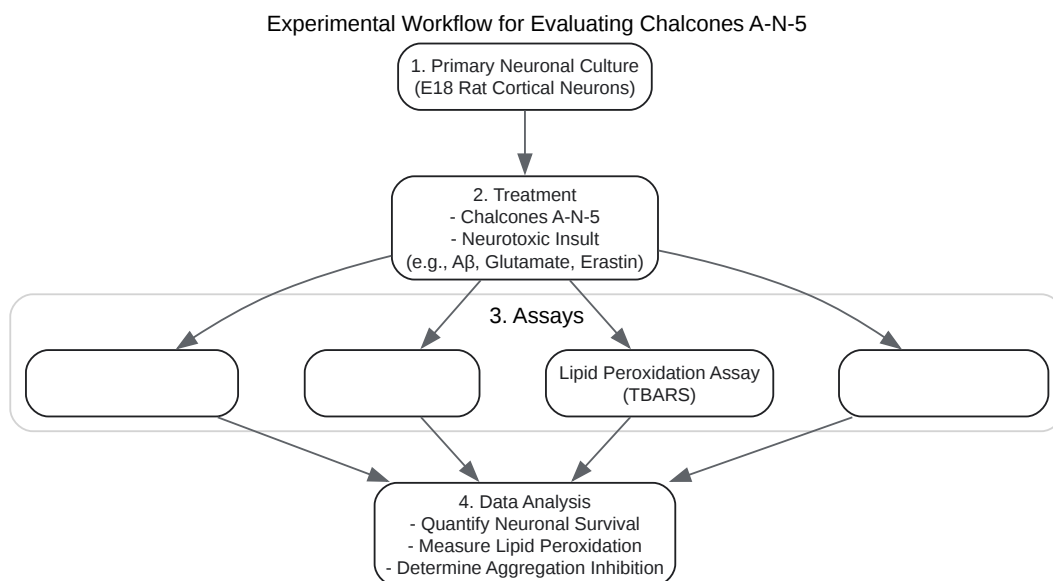 Experimental Workflow for Evaluating Chalcones A-N-5
1. Primary Neuronal Culture
(E18 Rat Cortical Neurons)
2. Treatment
- Chalcones A-N-5
- Neurotoxic Insult
(e.g., Aβ, Glutamate, Erastin)
3. Assays
Lipid Peroxidation Assay
(TBARS)
4. Data Analysis
- Quantify Neuronal Survival
- Measure Lipid Peroxidation
- Determine Aggregation Inhibition